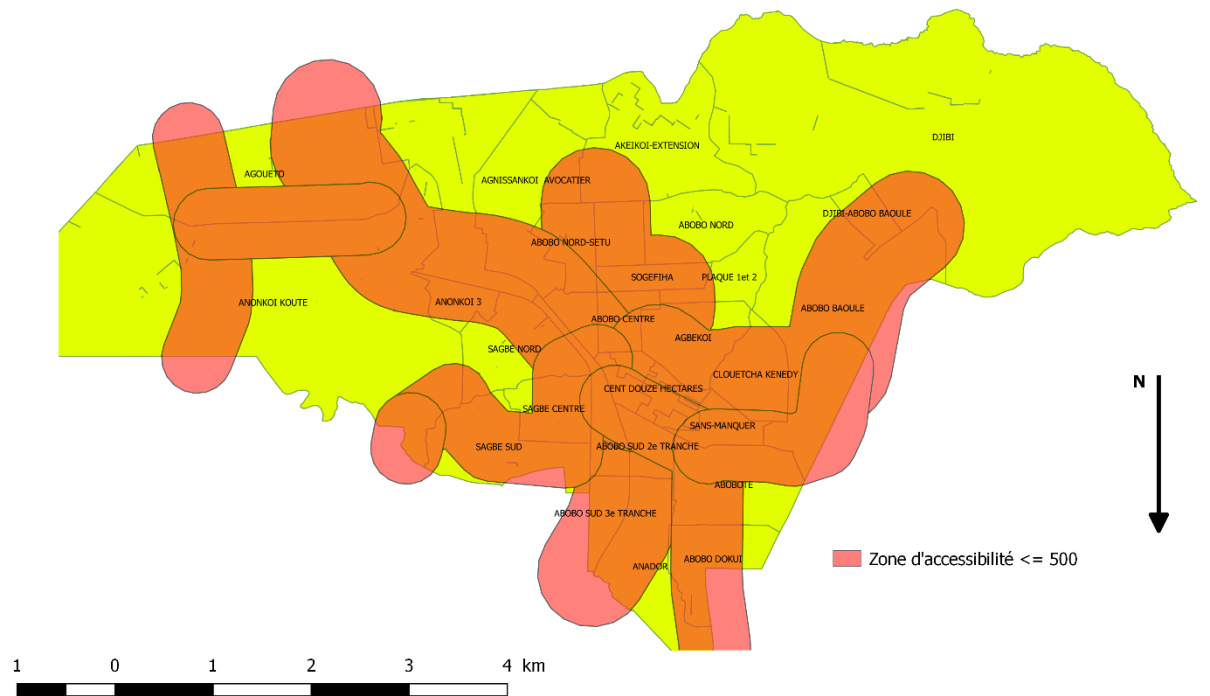 DJIBI
AKEIKOI-EXTENSION
AGOUETO
AGNISSANKOI AVOCATIER
DJIBI-ABOBO BAOULE
ABOBO NORD
ABOBO NORD-SETU
SOGEFIHA
PLAQUE 1et 2
ANONKOI KOUTE
ANONKOI 3
ABOBO BAOULE
ABOBO CENTRE
AGBEKOI
SAGBE NORD
CLOUETCHA KENEDY
N
CENT DOUZE HECTARES
SAGBE CENTRE
SANS-MANQUER
SAGBE SUD
ABOBO SUD 2e TRANCHE
ABOBOTE
ABOBO SUD 3e TRANCHE
ABOBO DOKUI
Zone d'accessibilité <= 500
ANADOR
1 0 1 2 3 4 km